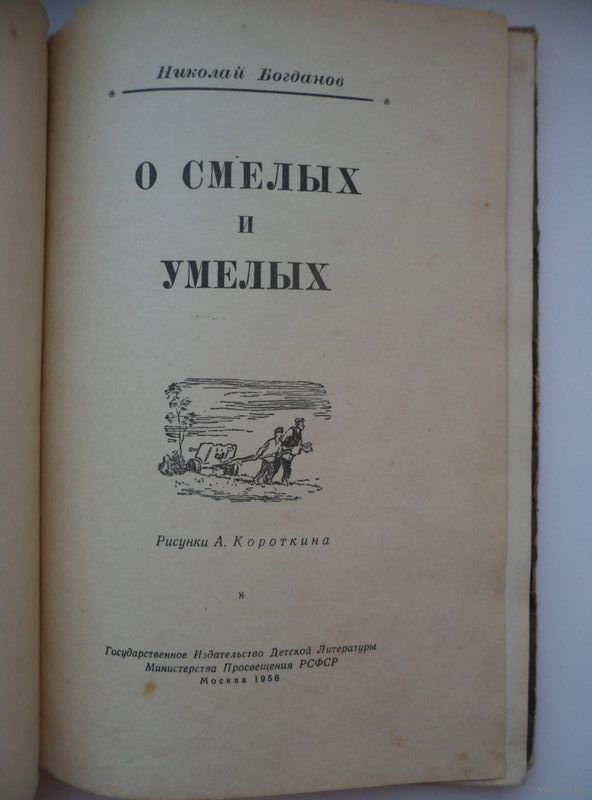 Николай Богданов
* *
О СМЕЛЫХ
И
УМЕЛЫХ
Рисунки А. Короткина
*
Государственное Издательство Детской Литературы
Министерства Просвещения РСФСР
Москва 1956